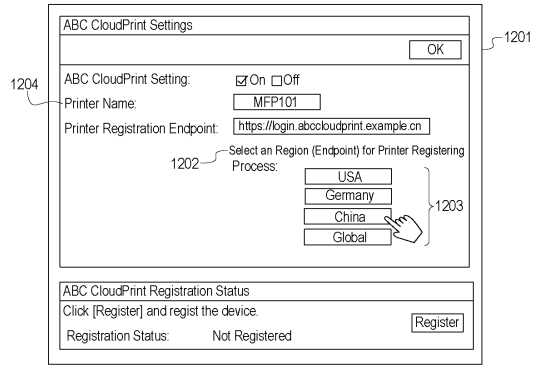 ABC CloudPrint Settings
OK
1201
ABC CloudPrint Setting: On Off
1204
Printer Name: MFP101
Printer Registration Endpoint: https://login.abccloudprint.example.cn
1202
Select an Region (Endpoint) for Printer Registering
Process:
USA
Germany
China
Global
1203
ABC CloudPrint Registration Status
Click [Register] and regist the device.
Register
Registration Status: Not Registered